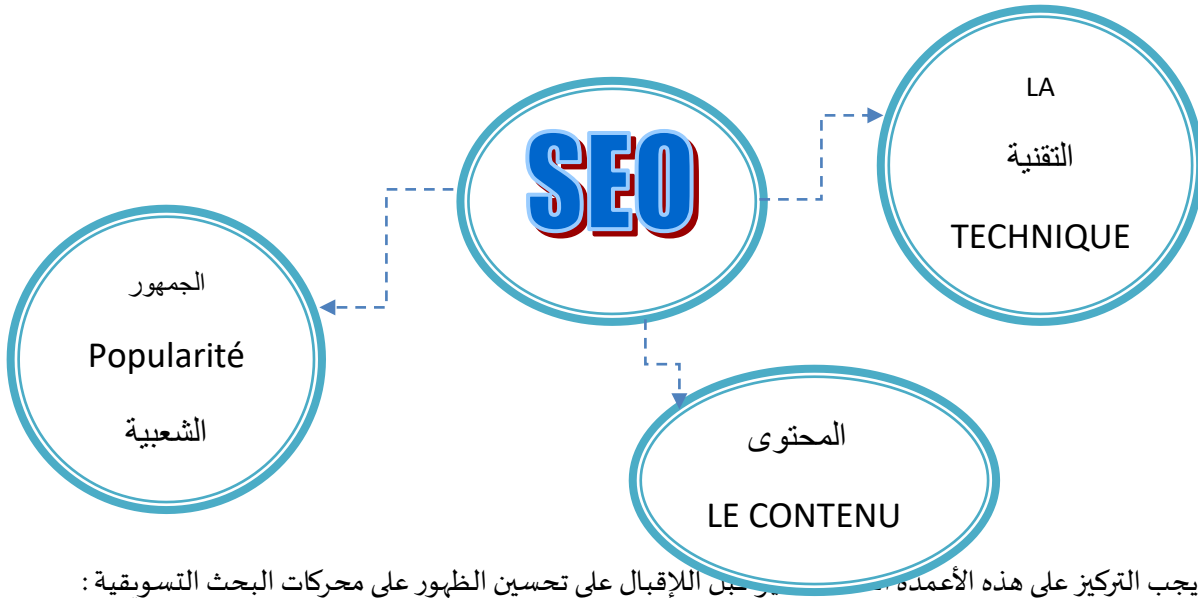 SEO
LA
التقنية
TECHNIQUE
الجمهور
Popularité
الشعبية
المحتوى
LE CONTENU
يجب التركيز على هذه الأعمدة قبل اللإقبال على تحسين الظهور على محركات البحث التسويقية :